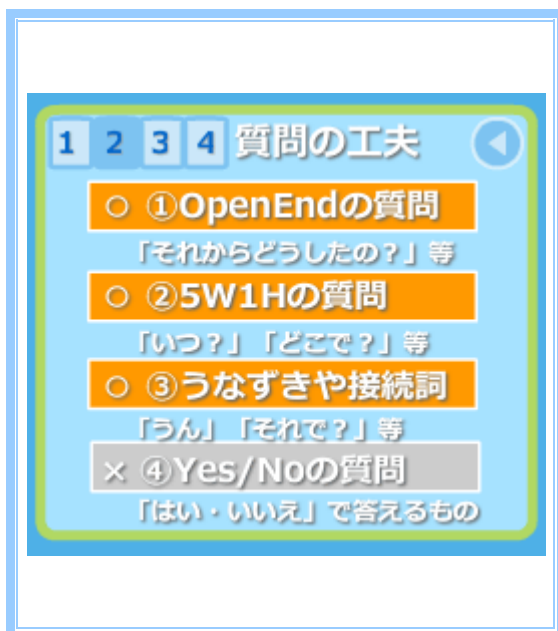 1 2 3 4 質問の工夫
○ ①OpenEndの質問
「それからどうしたの？」等
○ ②5W1Hの質問
「いつ？」「どこで？」等
○ ③うなずきや接続詞
「うん」「それで？」等
× ④Yes/Noの質問
「はい・いいえ」で答えるもの